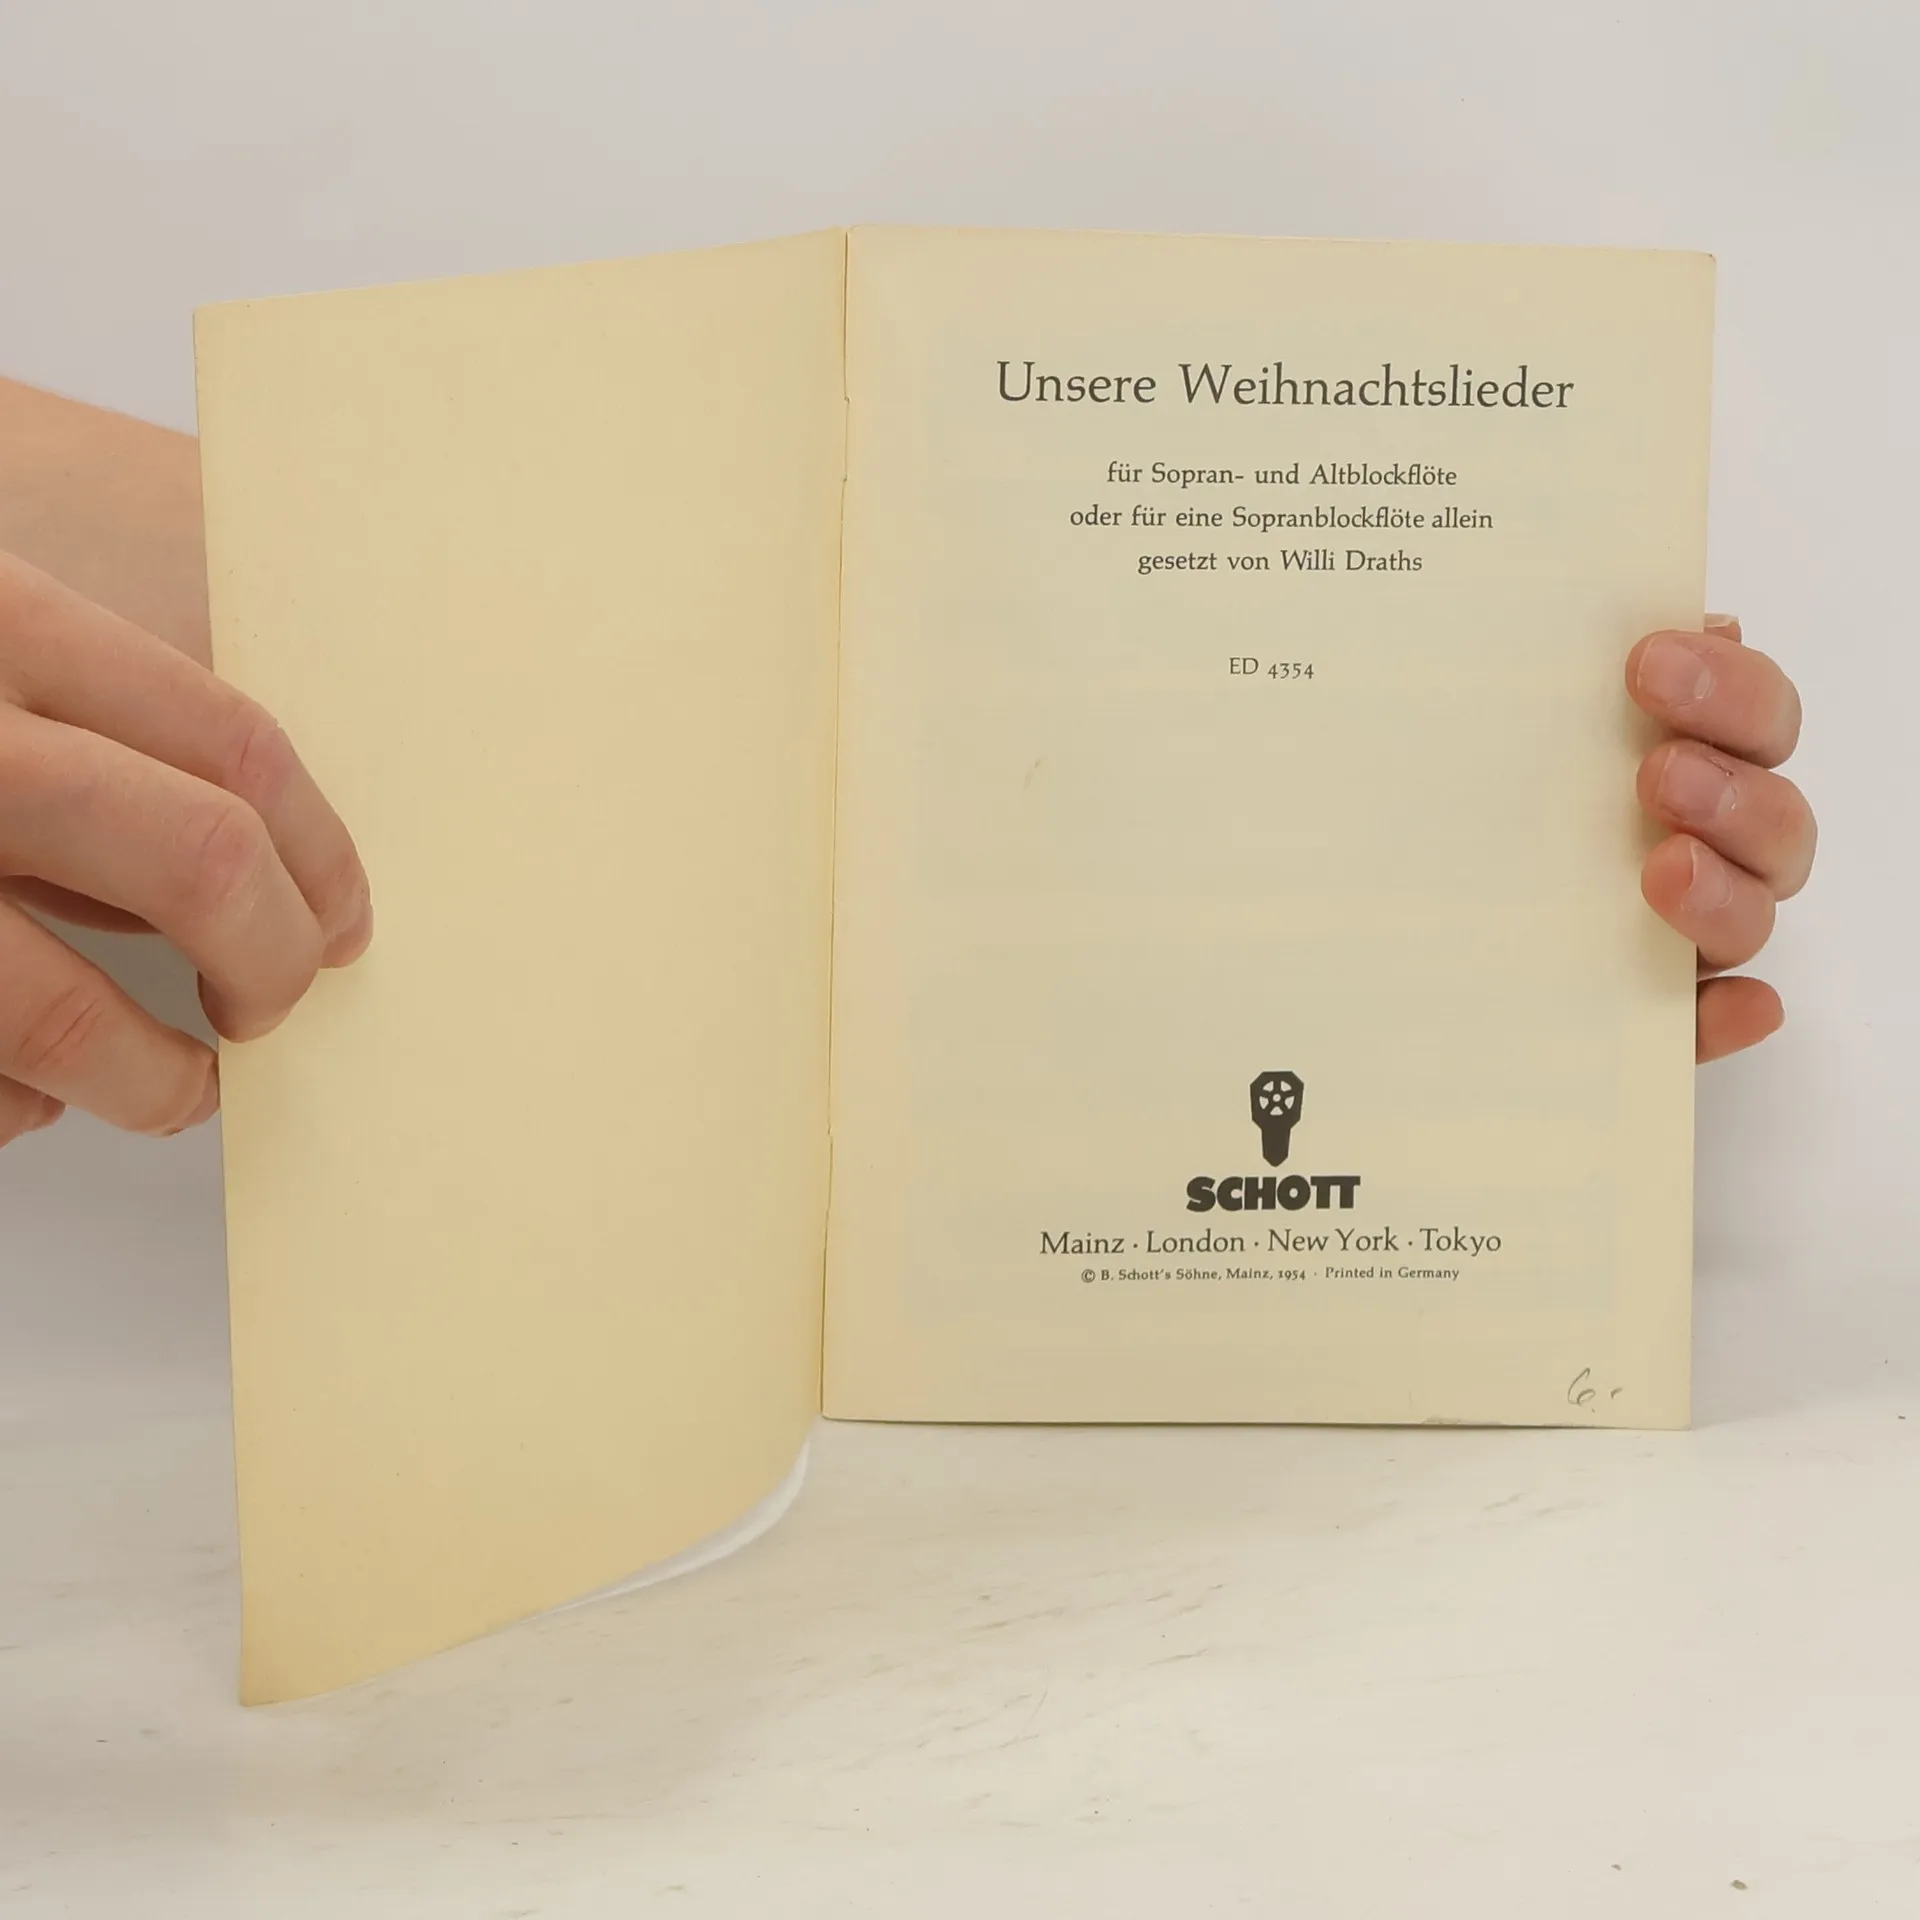 Unsere Weihnachtslieder
für Sopran- und Altblockflöte
oder für eine Sopranblockflöte allein
gesetzt von Willi Draths
ED 4354
SCHOTT
Mainz · London · New York · Tokyo
© B. Schott's Söhne, Mainz, 1954 · Printed in Germany
6.-